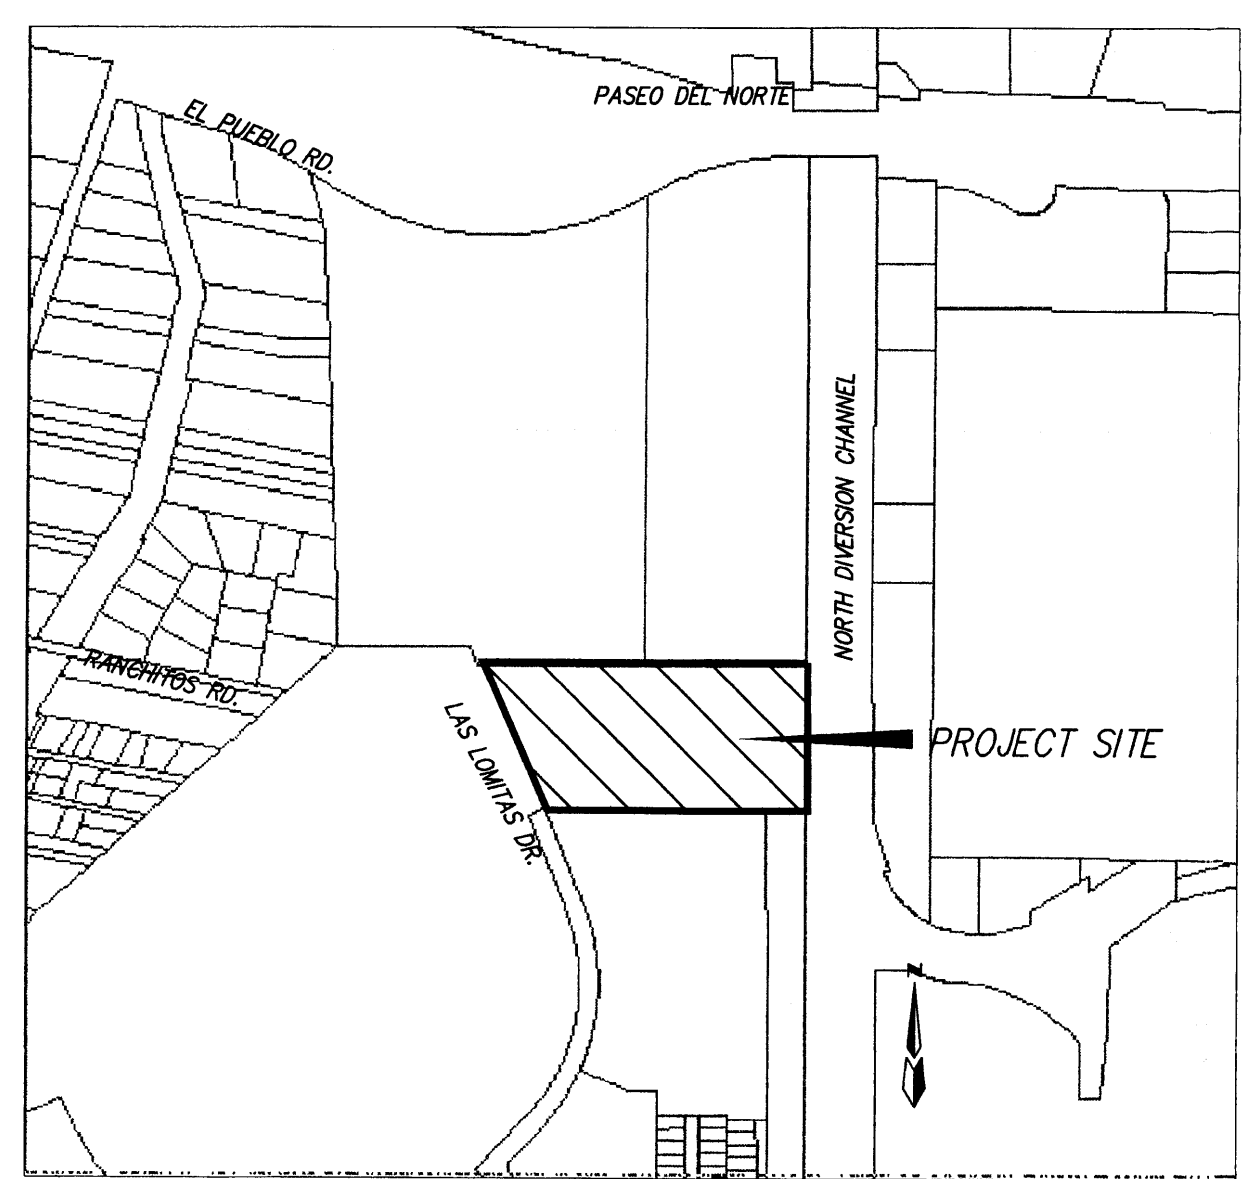 PASEO DEL NORTE
EL PUEBLO RD.
NORTH DIVERSION CHANNEL
RANCHITOS RD.
LAS LOMITAS DR.
PROJECT SITE
N